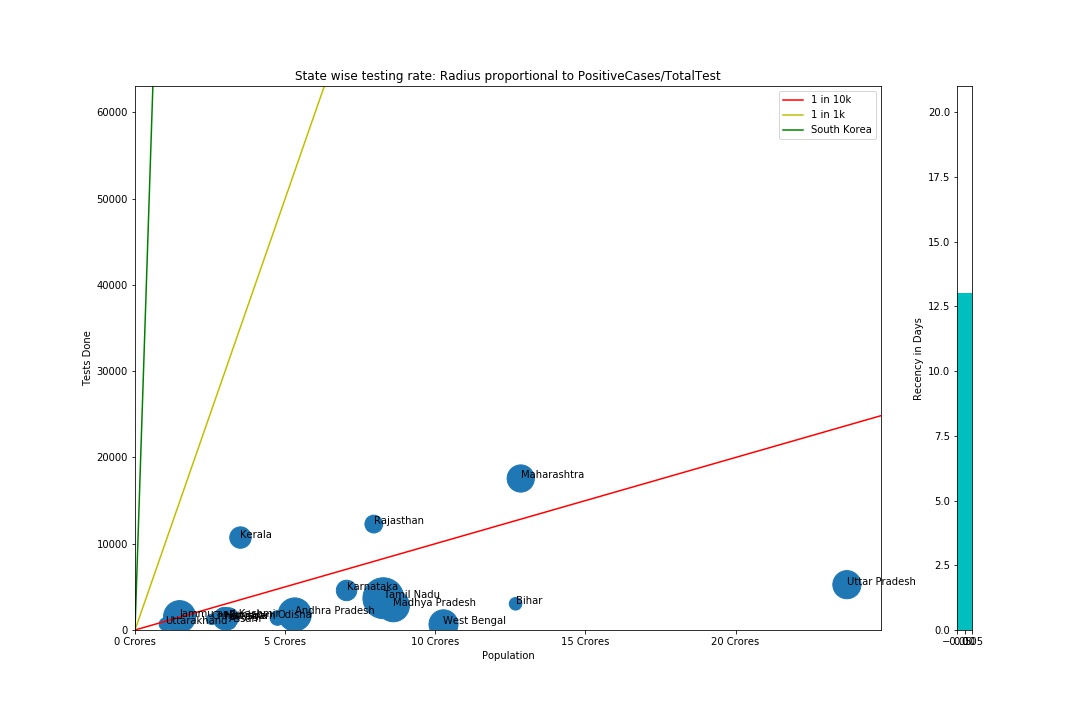 State wise testing rate: Radius proportional to PositiveCases/TotalTest
1 in 10k
1 in 1k
South Korea
60000
50000
40000
30000
20000
10000
0
Tests Done
Maharashtra
Rajasthan
Kerala
Uttar Pradesh
Karnataka
Tamil Nadu
Madhya Pradesh
Bihar
Andhra Pradesh
Odisha
West Bengal
Uttarakhand
0 Crores
5 Crores
10 Crores
15 Crores
20 Crores
Population
20.0
17.5
15.0
12.5
10.0
7.5
5.0
2.5
0.0
Recency in Days